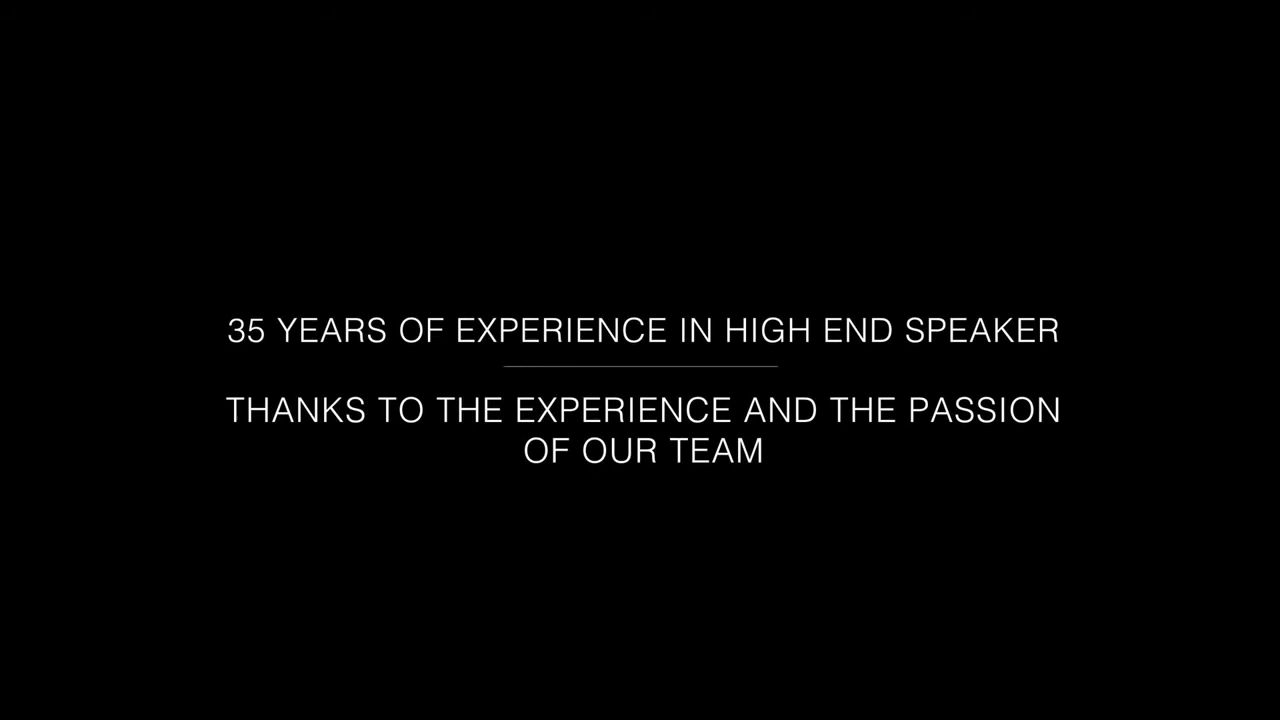 35 YEARS OF EXPERIENCE IN HIGH END SPEAKER
THANKS TO THE EXPERIENCE AND THE PASSION
OF OUR TEAM